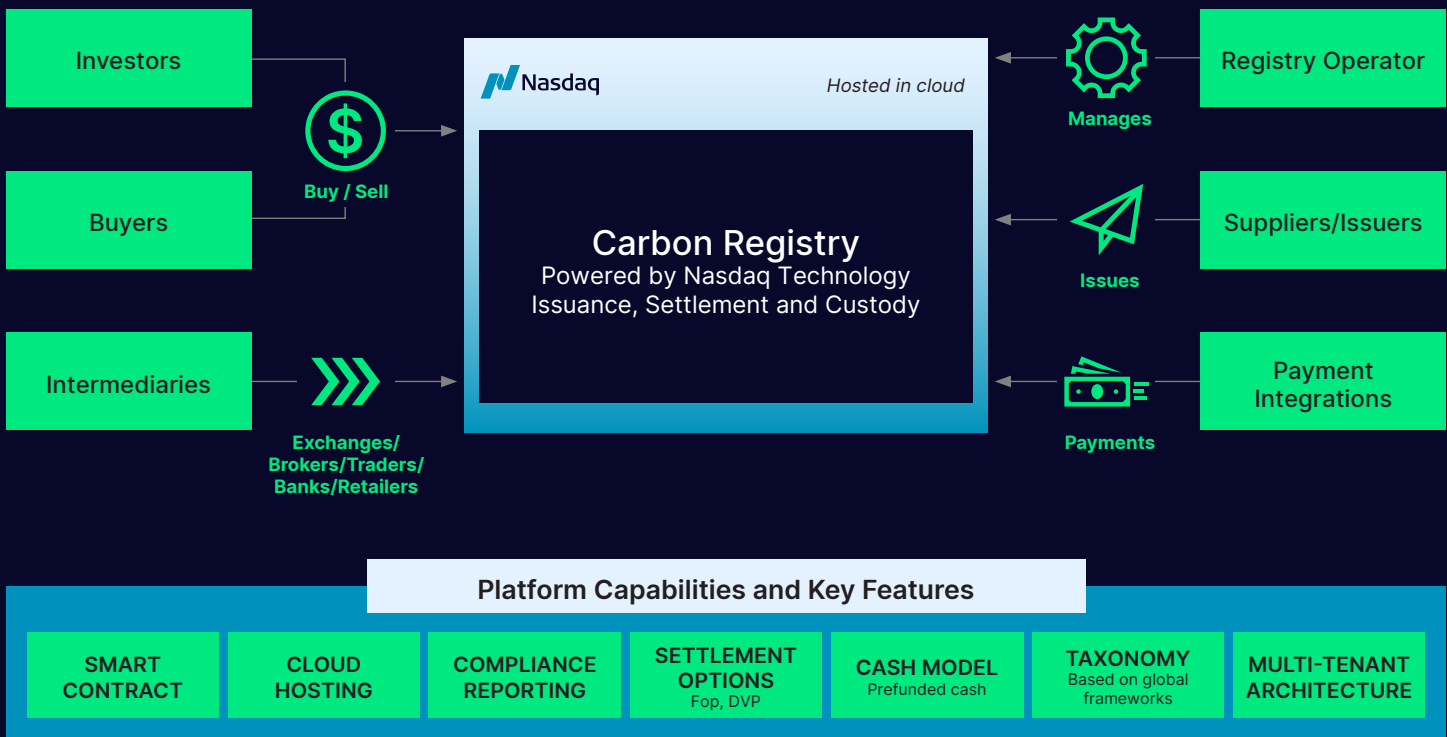 Investors
Buy / Sell
Buyers
Intermediaries
Exchanges/
Brokers/Traders/
Banks/Retailers
Nasdaq
Hosted in cloud
Carbon Registry
Powered by Nasdaq Technology
Issuance, Settlement and Custody
Manages
Registry Operator
Issues
Suppliers/Issuers
Payments
Payment
Integrations
Platform Capabilities and Key Features
SMART
CONTRACT
CLOUD
HOSTING
COMPLIANCE
REPORTING
SETTLEMENT
OPTIONS
Fop, DVP
CASH MODEL
Prefunded cash
TAXONOMY
Based on global
frameworks
MULTI-TENANT
ARCHITECTURE